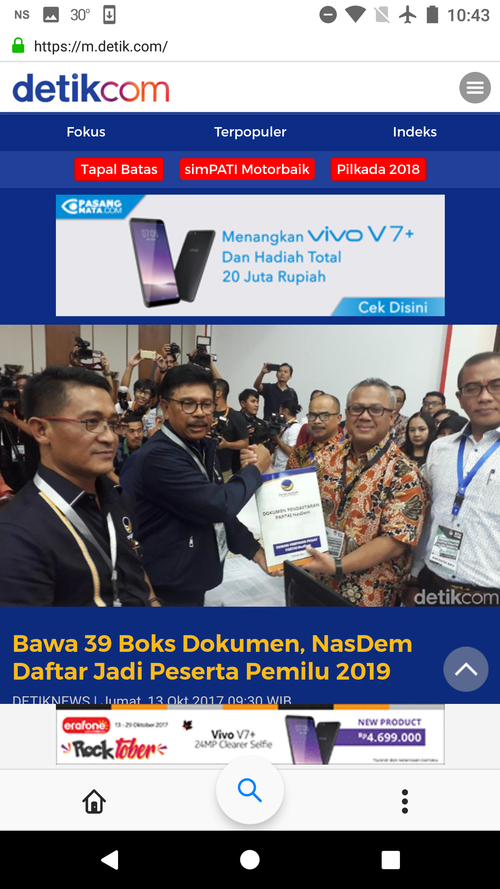 NS 30° 10:43
https://m.detik.com/
detikcom
Fokus Terpopuler Indeks
Tapal Batas simPATI Motorbaik Pilkada 2018
PASANG
MATA.COM
Menangkan vivo V7+
Dan Hadiah Total
20 Juta Rupiah
Cek Disini
DOKUMEN PENDAFTARAN
PARTAI NasDem
detikcom
Bawa 39 Boks Dokumen, NasDem
Daftar Jadi Peserta Pemilu 2019
DETIKNEWS | Jumat, 13 Okt 2017 09:30 WIB
erafone 13 - 29 Oktober 2017
Rocktober
Vivo V7+
24MP Clearer Selfie
NEW PRODUCT
RP4.699.000